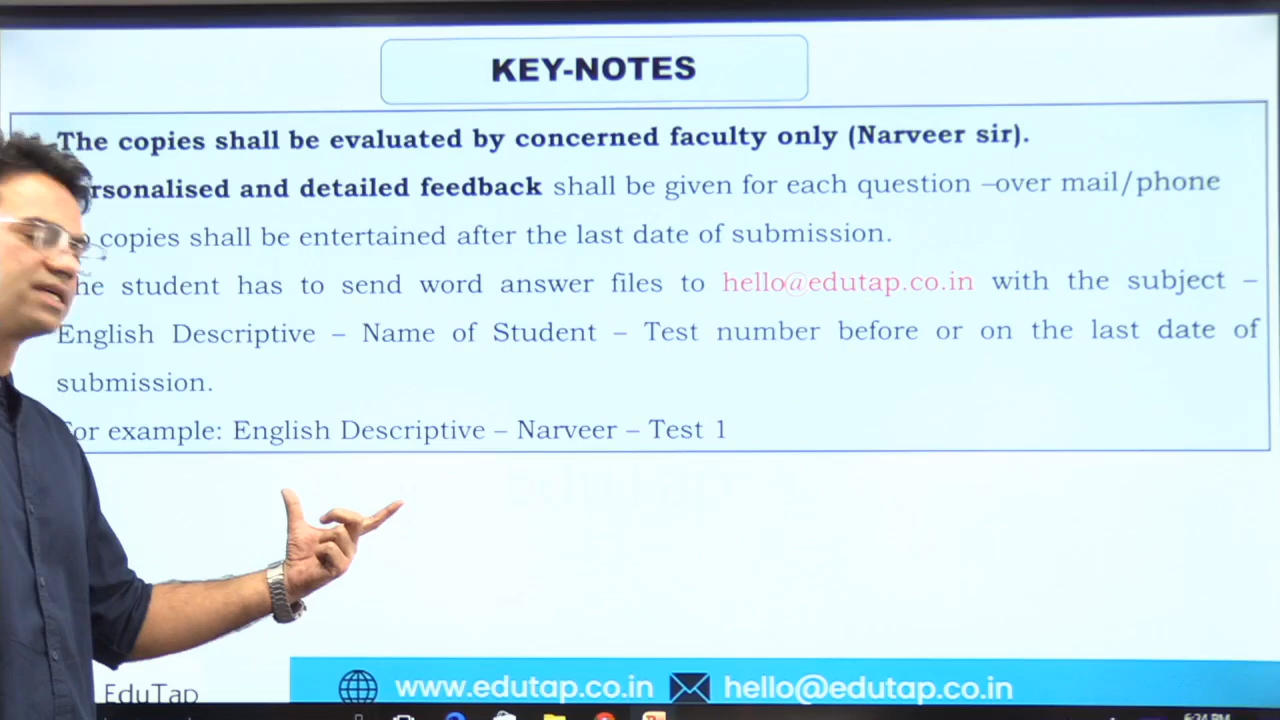 KEY-NOTES
The copies shall be evaluated by concerned faculty only (Narveer sir).
rsonalised and detailed feedback shall be given for each question –over mail/phone
copies shall be entertained after the last date of submission.
he student has to send word answer files to hello@edutap.co.in with the subject –
English Descriptive – Name of Student – Test number before or on the last date of
submission.
or example: English Descriptive – Narveer – Test 1
EduTap
www.edutap.co.in hello@edutap.co.in